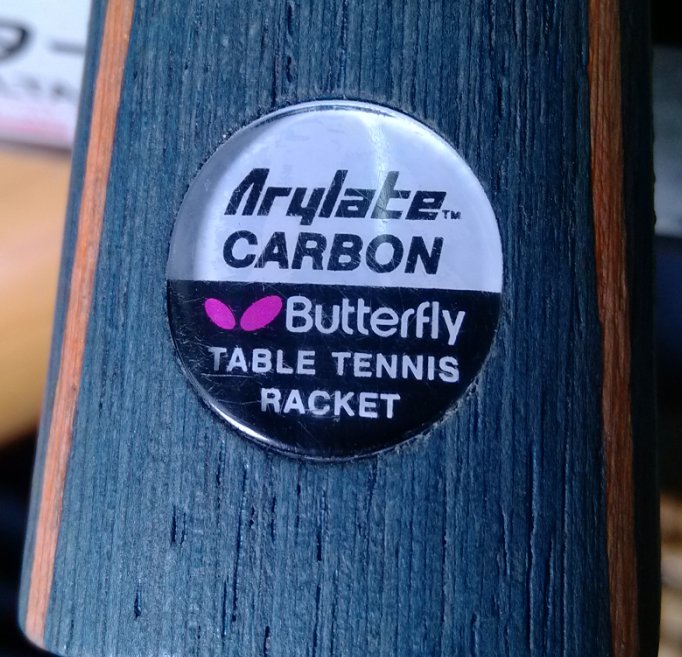 Arylate™
CARBON
Butterfly
TABLE TENNIS
RACKET